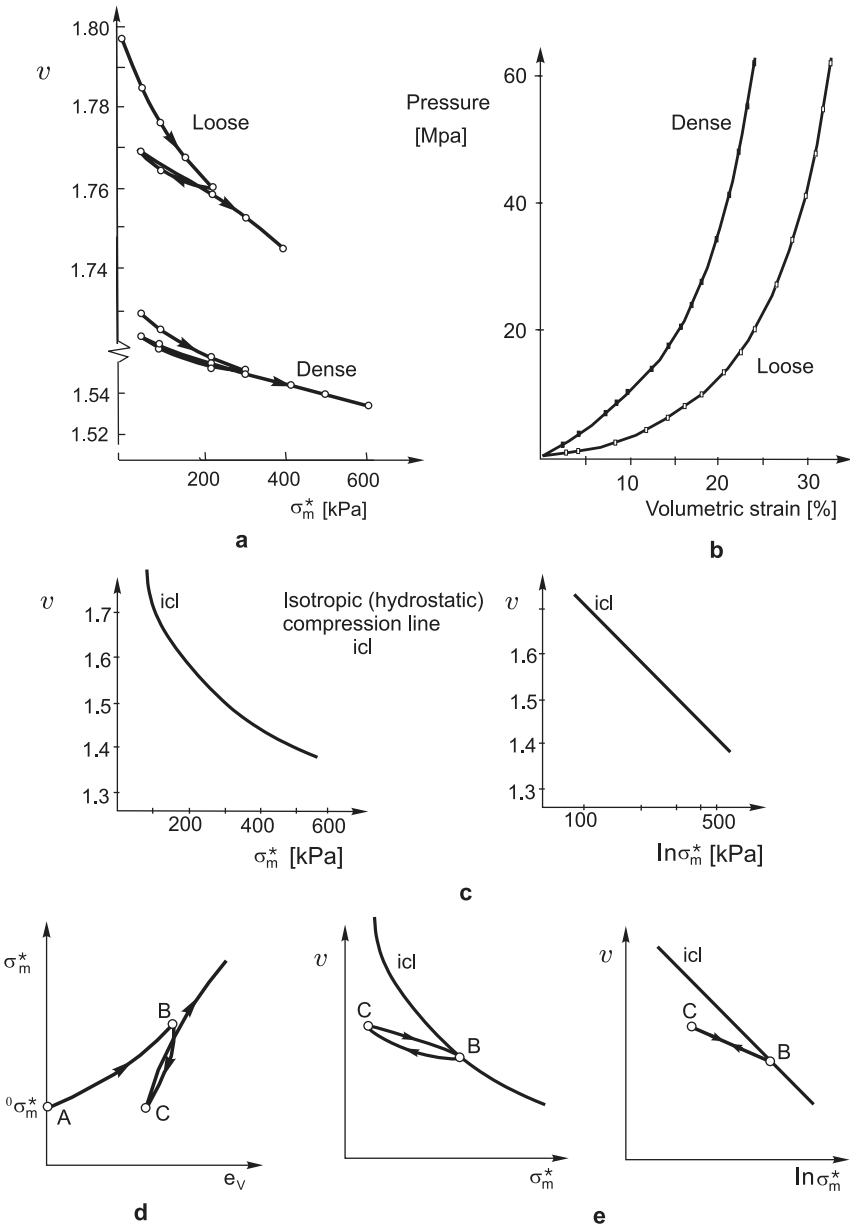 1.80
v
1.78
1.76
1.74
1.54
1.52
Loose
Dense
200 400 600
σ*m [kPa]
a
Pressure
[Mpa]
60
40
20
Dense
Loose
10 20 30
Volumetric strain [%]
b
v
1.7
1.6
1.5
1.4
1.3
icl
200 400 600
σ*m [kPa]
Isotropic (hydrostatic)
compression line
icl
v
1.6
1.5
1.4
1.3
icl
100 500
lnσ*m [kPa]
c
σ*m
B
⁰σ*m
A
C
eV
d
v
icl
C
B
σ*m
v
icl
C
B
lnσ*m
e